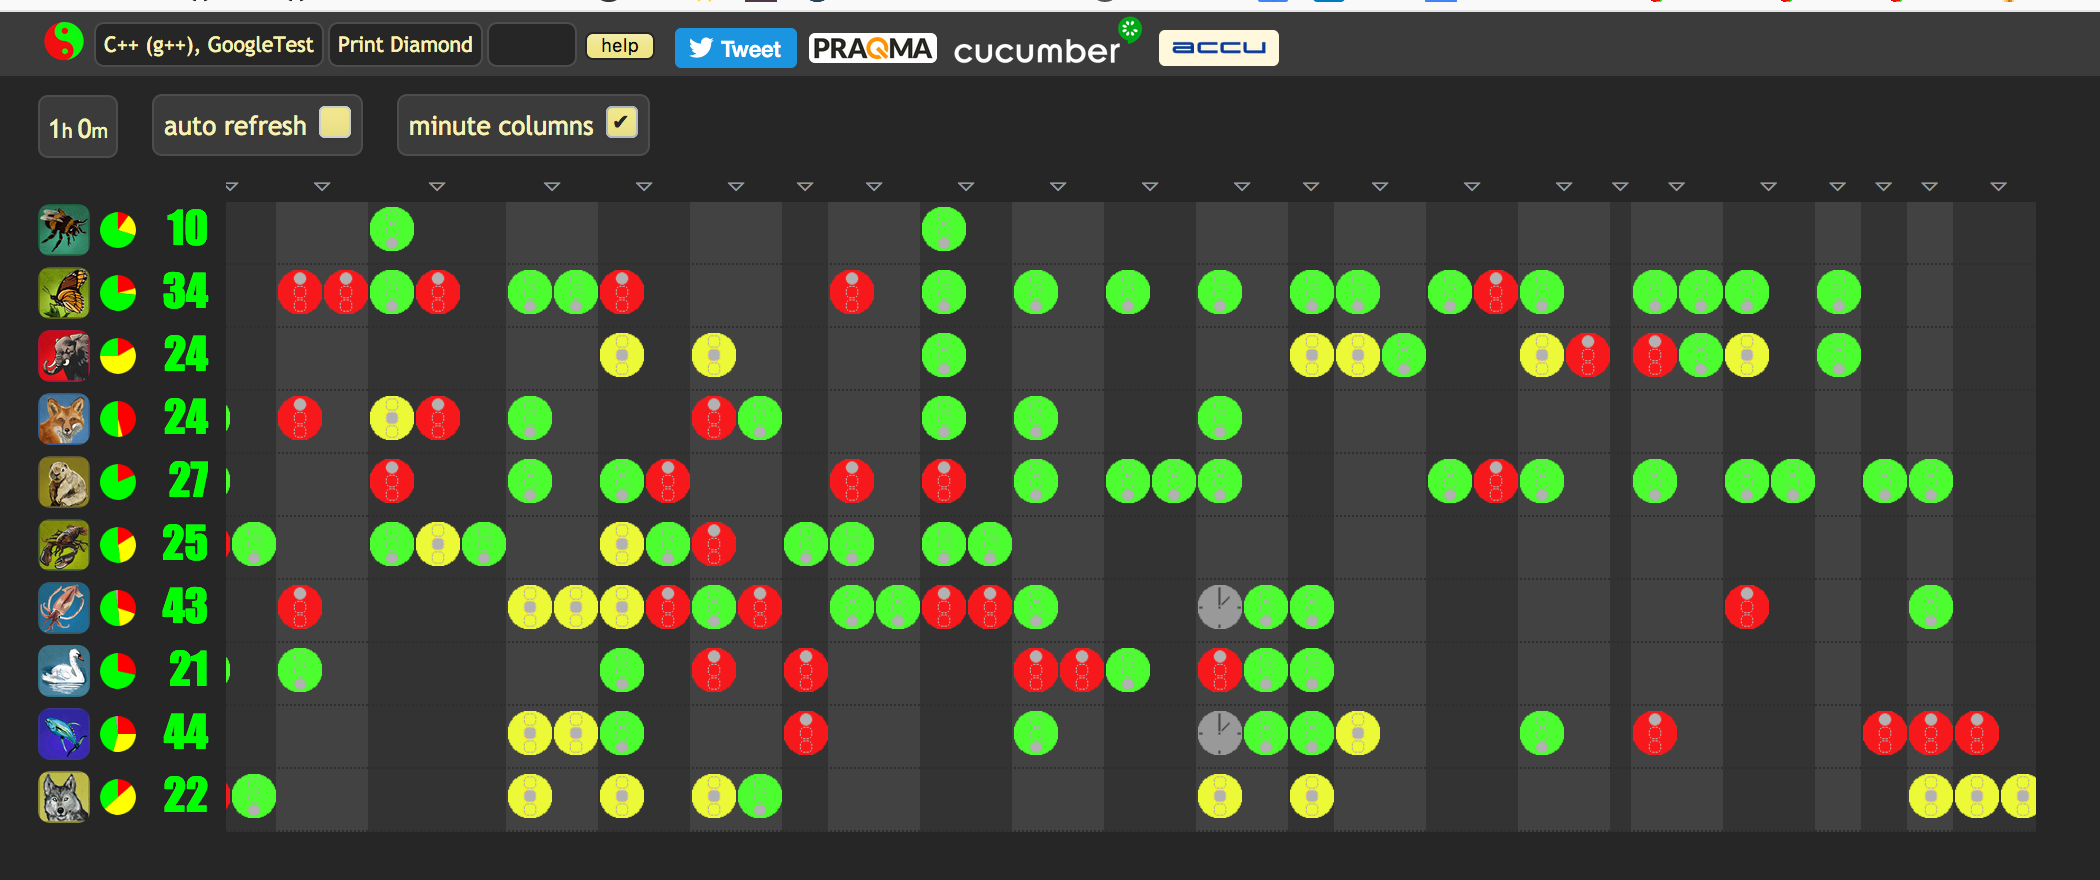 C++ (g++), GoogleTest
Print Diamond
help
Tweet
PRAQMA
cucumber
accu
1h 0m
auto refresh
minute columns
10
34
24
24
27
25
43
21
44
22